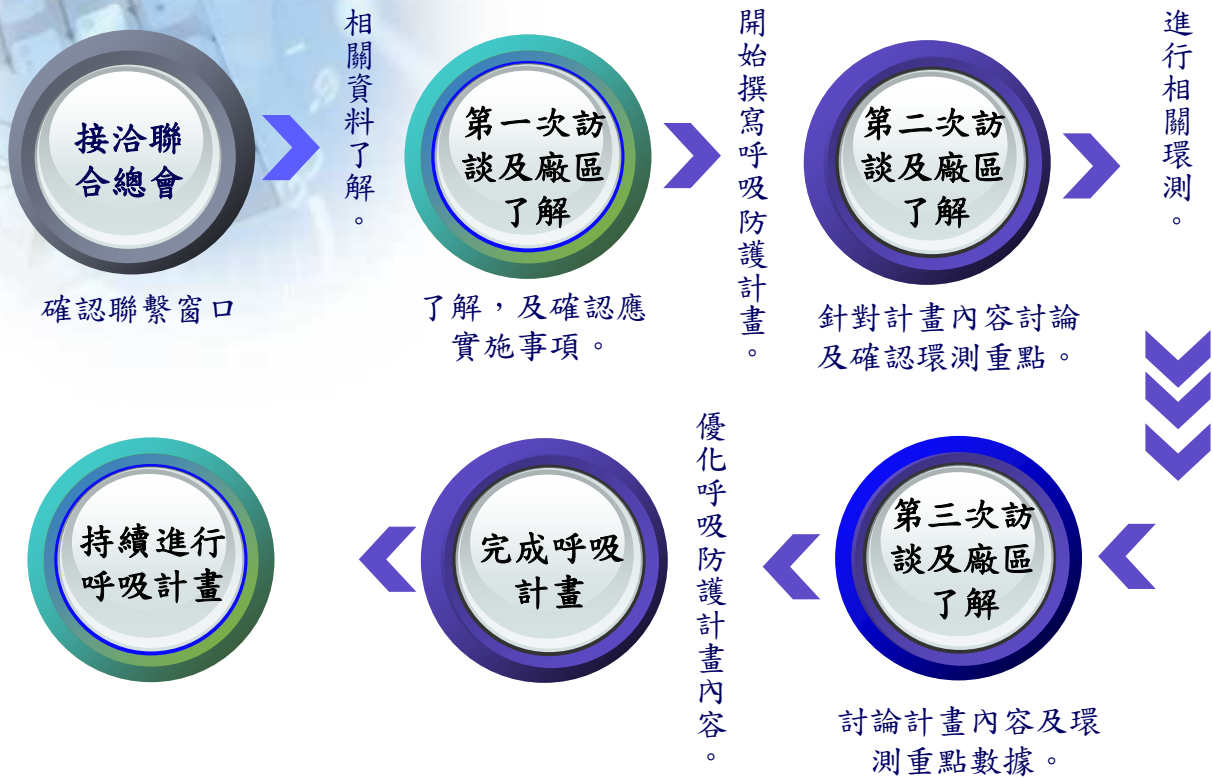 接洽聯
合總會
確認聯繫窗口
相關資料了解。
第一次訪
談及廠區
了解
了解，及確認應
實施事項。
開始撰寫呼吸防護計畫。
第二次訪
談及廠區
了解
針對計畫內容討論
及確認環測重點。
進行相關環測。
第三次訪
談及廠區
了解
討論計畫內容及環
測重點數據。
優化呼吸防護計畫內容。
完成呼吸
計畫
持續進行
呼吸計畫